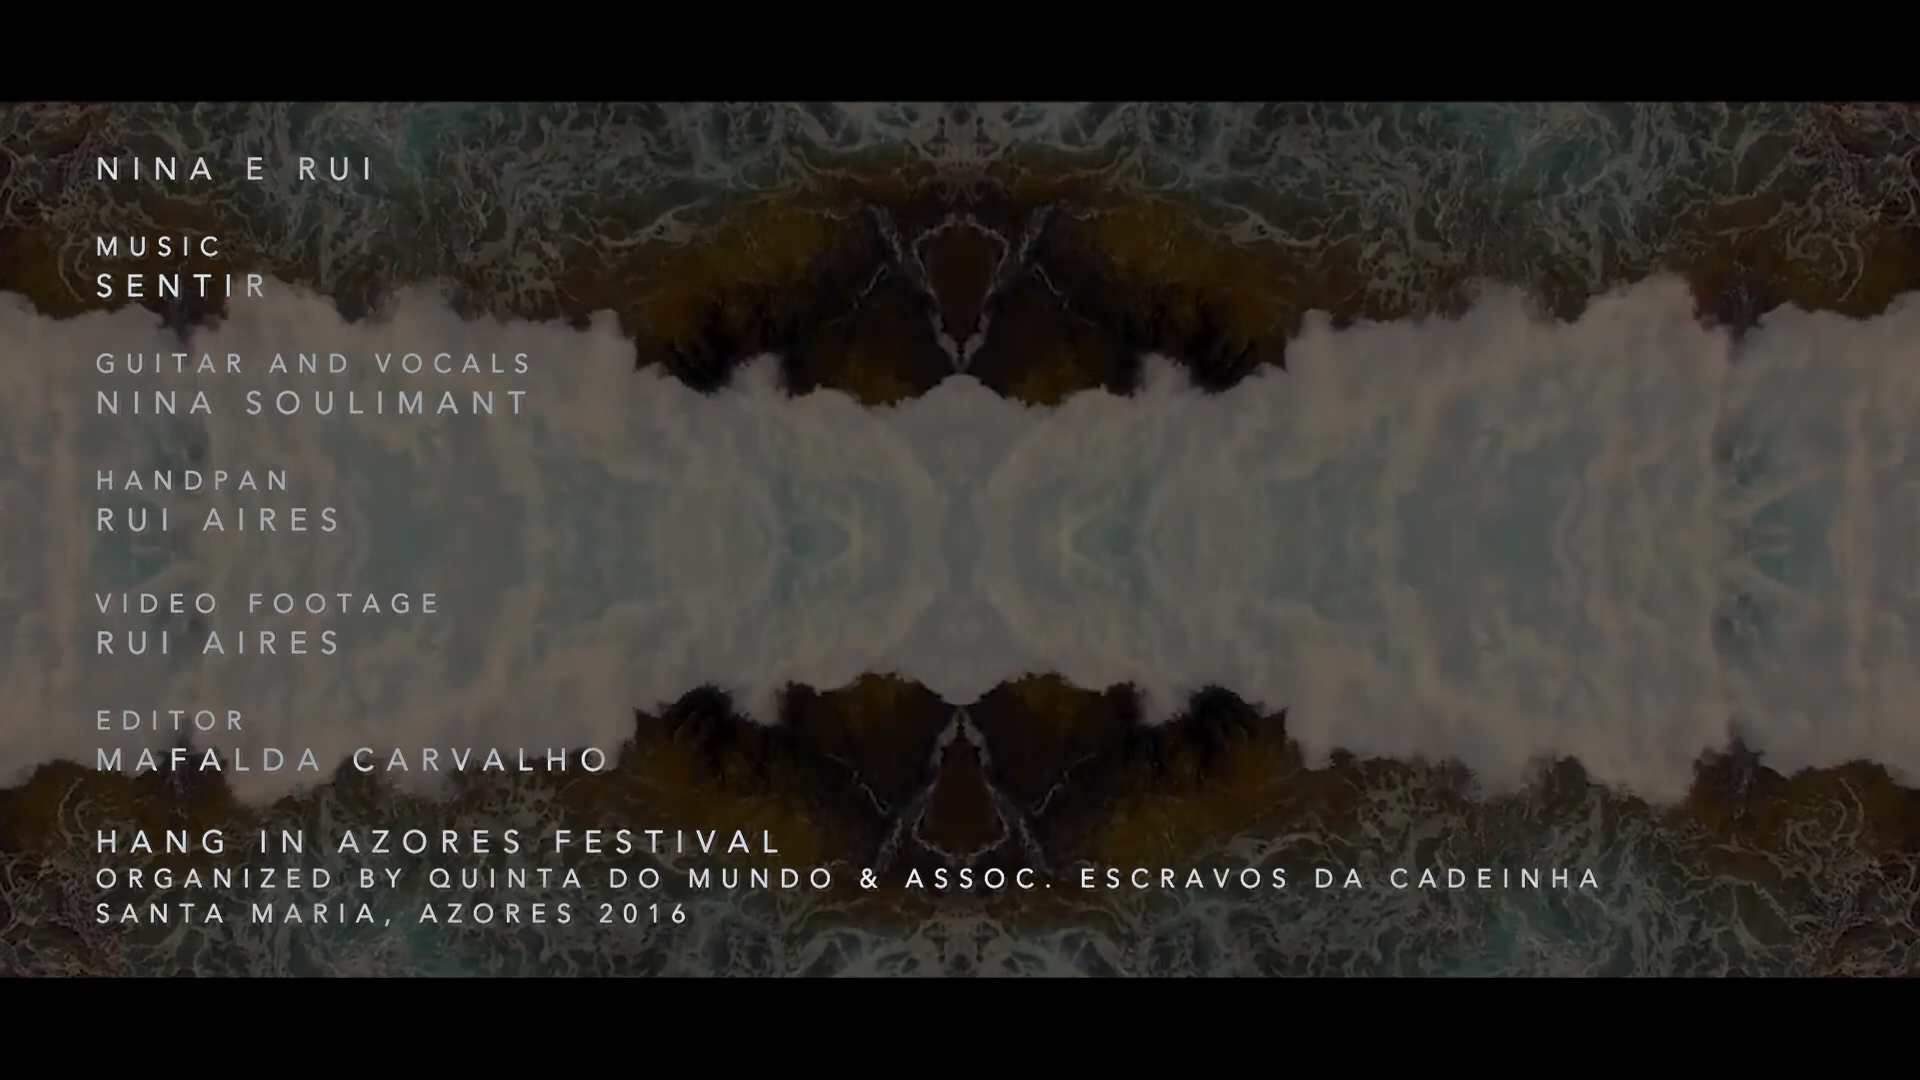 NINA E RUI
MUSIC
SENTIR
GUITAR AND VOCALS
NINA SOULIMANT
HANDPAN
RUI AIRES
VIDEO FOOTAGE
RUI AIRES
EDITOR
MAFALDA CARVALHO
HANG IN AZORES FESTIVAL
ORGANIZED BY QUINTA DO MUNDO & ASSOC. ESCRAVOS DA CADEINHA
SANTA MARIA, AZORES 2016